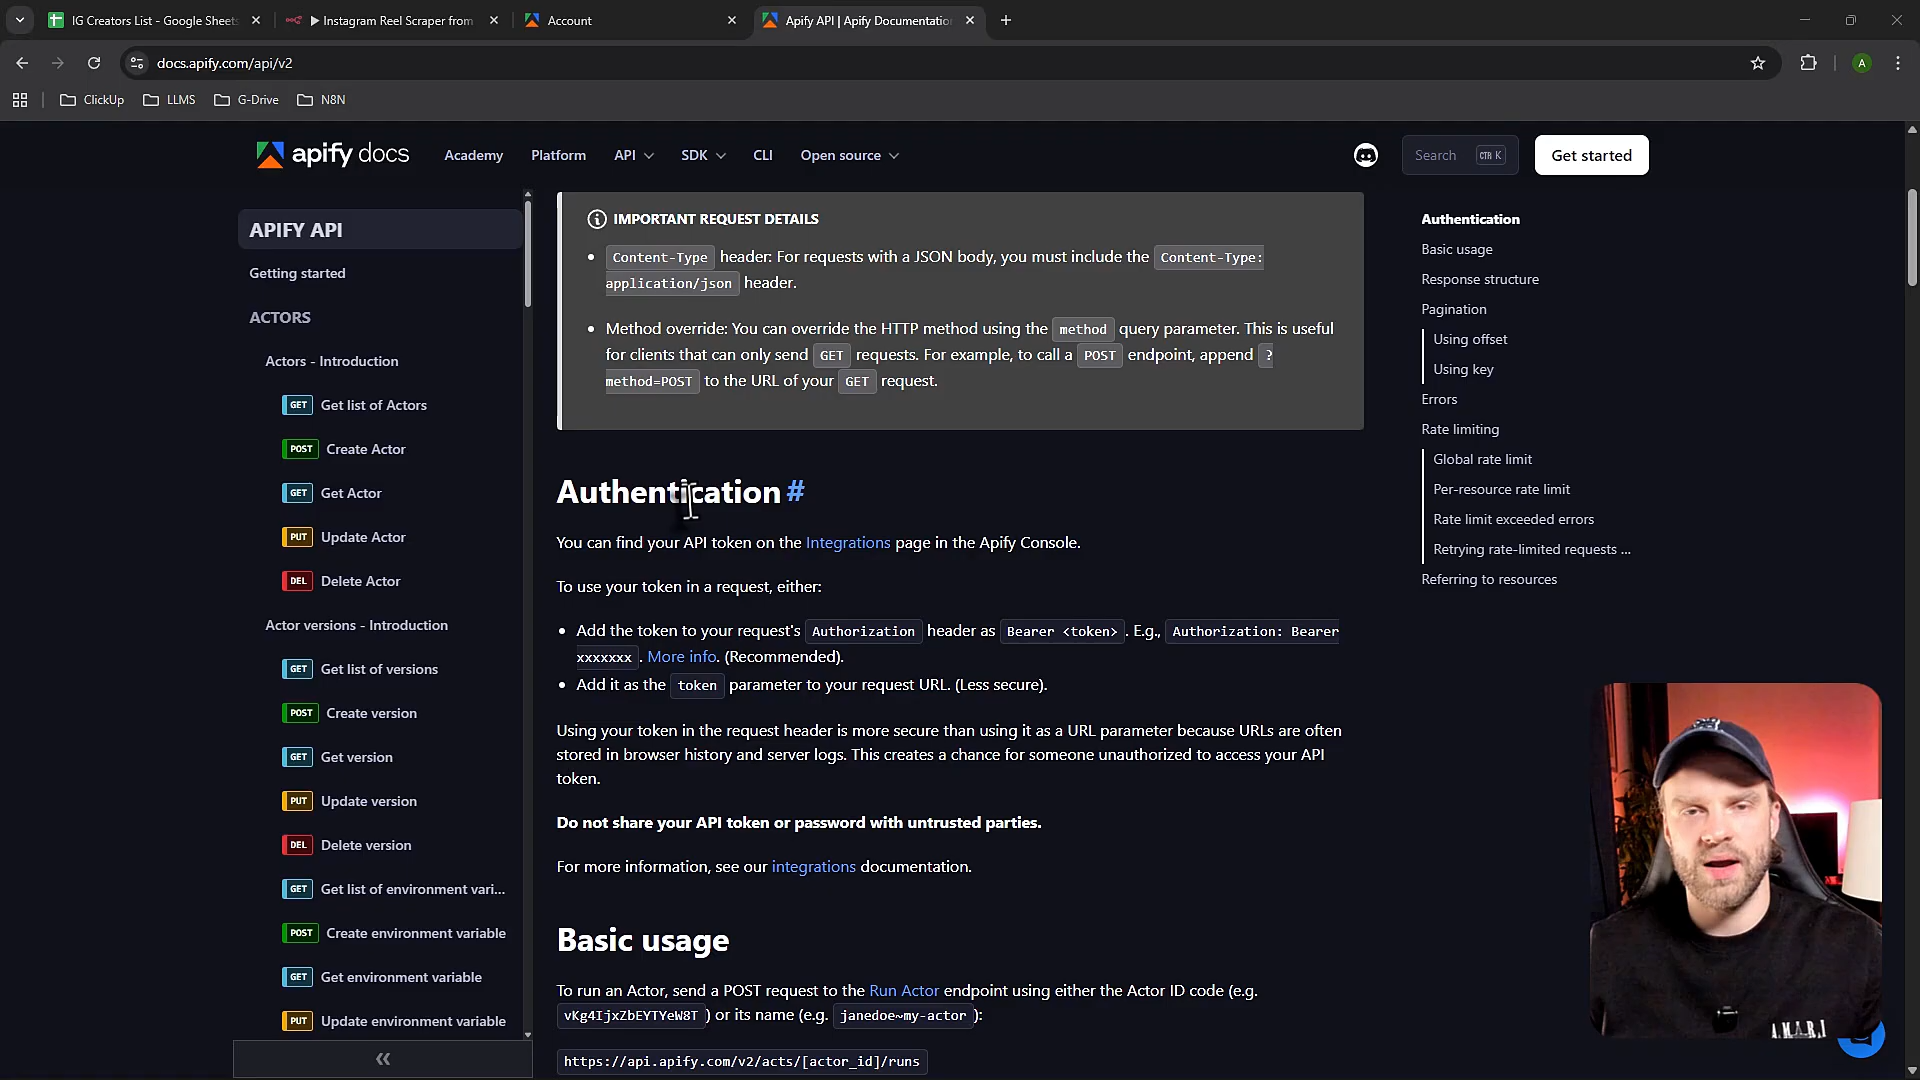 IG Creators List - Google Sheets
Instagram Reel Scraper from
Account
Apify API | Apify Documentation
docs.apify.com/api/v2
A
ClickUp
LLMS
G-Drive
N8N
apify docs
Academy
Platform
API
SDK
CLI
Open source
Search
CTRL K
Get started
APIFY API
Getting started
ACTORS
Actors - Introduction
GET Get list of Actors
POST Create Actor
GET Get Actor
PUT Update Actor
DEL Delete Actor
Actor versions - Introduction
GET Get list of versions
POST Create version
GET Get version
PUT Update version
DEL Delete version
GET Get list of environment vari...
POST Create environment variable
GET Get environment variable
PUT Update environment variable
«
IMPORTANT REQUEST DETAILS
Content-Type header: For requests with a JSON body, you must include the Content-Type:
application/json header.
Method override: You can override the HTTP method using the method query parameter. This is useful
for clients that can only send GET requests. For example, to call a POST endpoint, append ?
method=POST to the URL of your GET request.
Authentication #
You can find your API token on the Integrations page in the Apify Console.
To use your token in a request, either:
Add the token to your request's Authorization header as Bearer <token>. E.g., Authorization: Bearer
xxxxxxx. More info. (Recommended).
Add it as the token parameter to your request URL. (Less secure).
Using your token in the request header is more secure than using it as a URL parameter because URLs are often
stored in browser history and server logs. This creates a chance for someone unauthorized to access your API
token.
Do not share your API token or password with untrusted parties.
For more information, see our integrations documentation.
Basic usage
To run an Actor, send a POST request to the Run Actor endpoint using either the Actor ID code (e.g.
vKg4IjxZbEYTYeW8T) or its name (e.g. janedoe~my-actor):
https://api.apify.com/v2/acts/[actor_id]/runs
Authentication
Basic usage
Response structure
Pagination
Using offset
Using key
Errors
Rate limiting
Global rate limit
Per-resource rate limit
Rate limit exceeded errors
Retrying rate-limited requests ...
Referring to resources
A.M.A.R.I